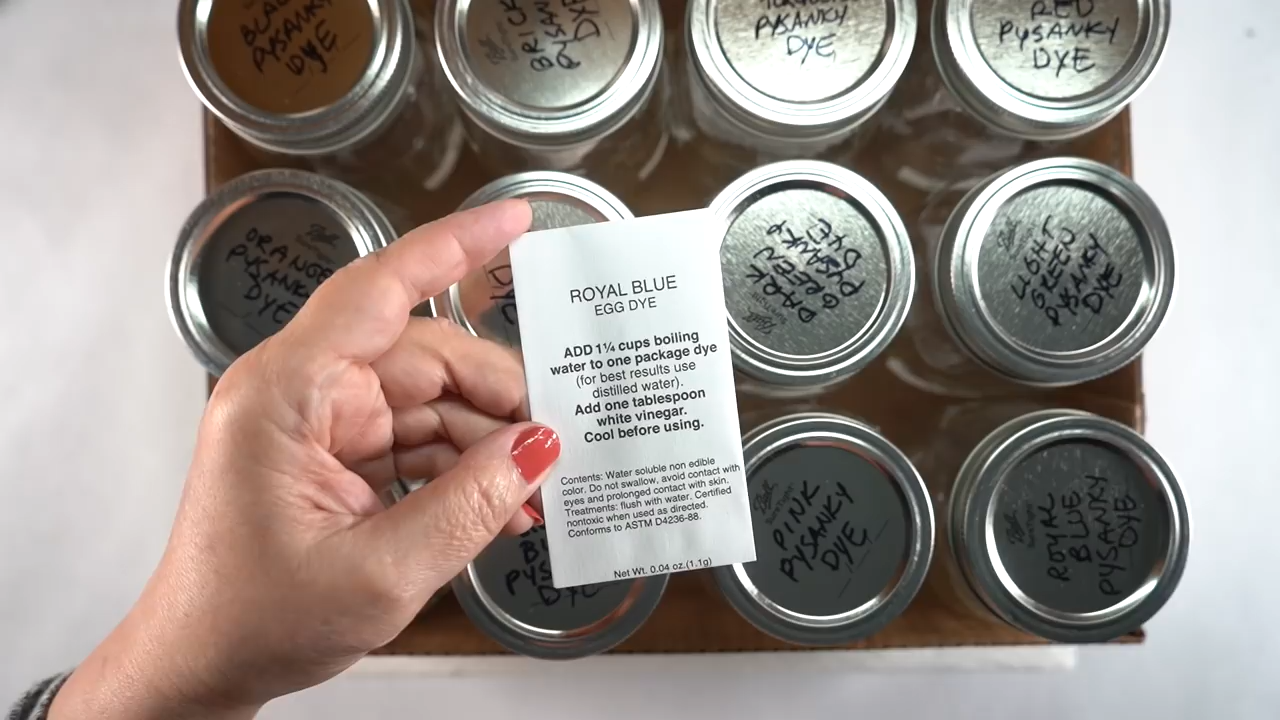 PYSANKY
DYE
BRICK
DYE
PYSANKY
DYE
RED
PYSANKY
DYE
ORANGE
PYSANKY
DYE
DARK
GREEN
PYSANKY
DYE
Ball
LIGHT
GREEN
PYSANKY
DYE
ROYAL BLUE
EGG DYE
ADD 1¼ cups boiling
water to one package dye
(for best results use
distilled water).
Add one tablespoon
white vinegar.
Cool before using.
Contents: Water soluble non edible
color. Do not swallow, avoid contact with
eyes and prolonged contact with skin.
Treatments: flush with water. Certified
nontoxic when used as directed.
Conforms to ASTM D4236-88.
Net Wt. 0.04 oz.(1.1g)
Ball
PINK
PYSANKY
DYE
Ball
ROYAL
BLUE
PYSANKY
DYE